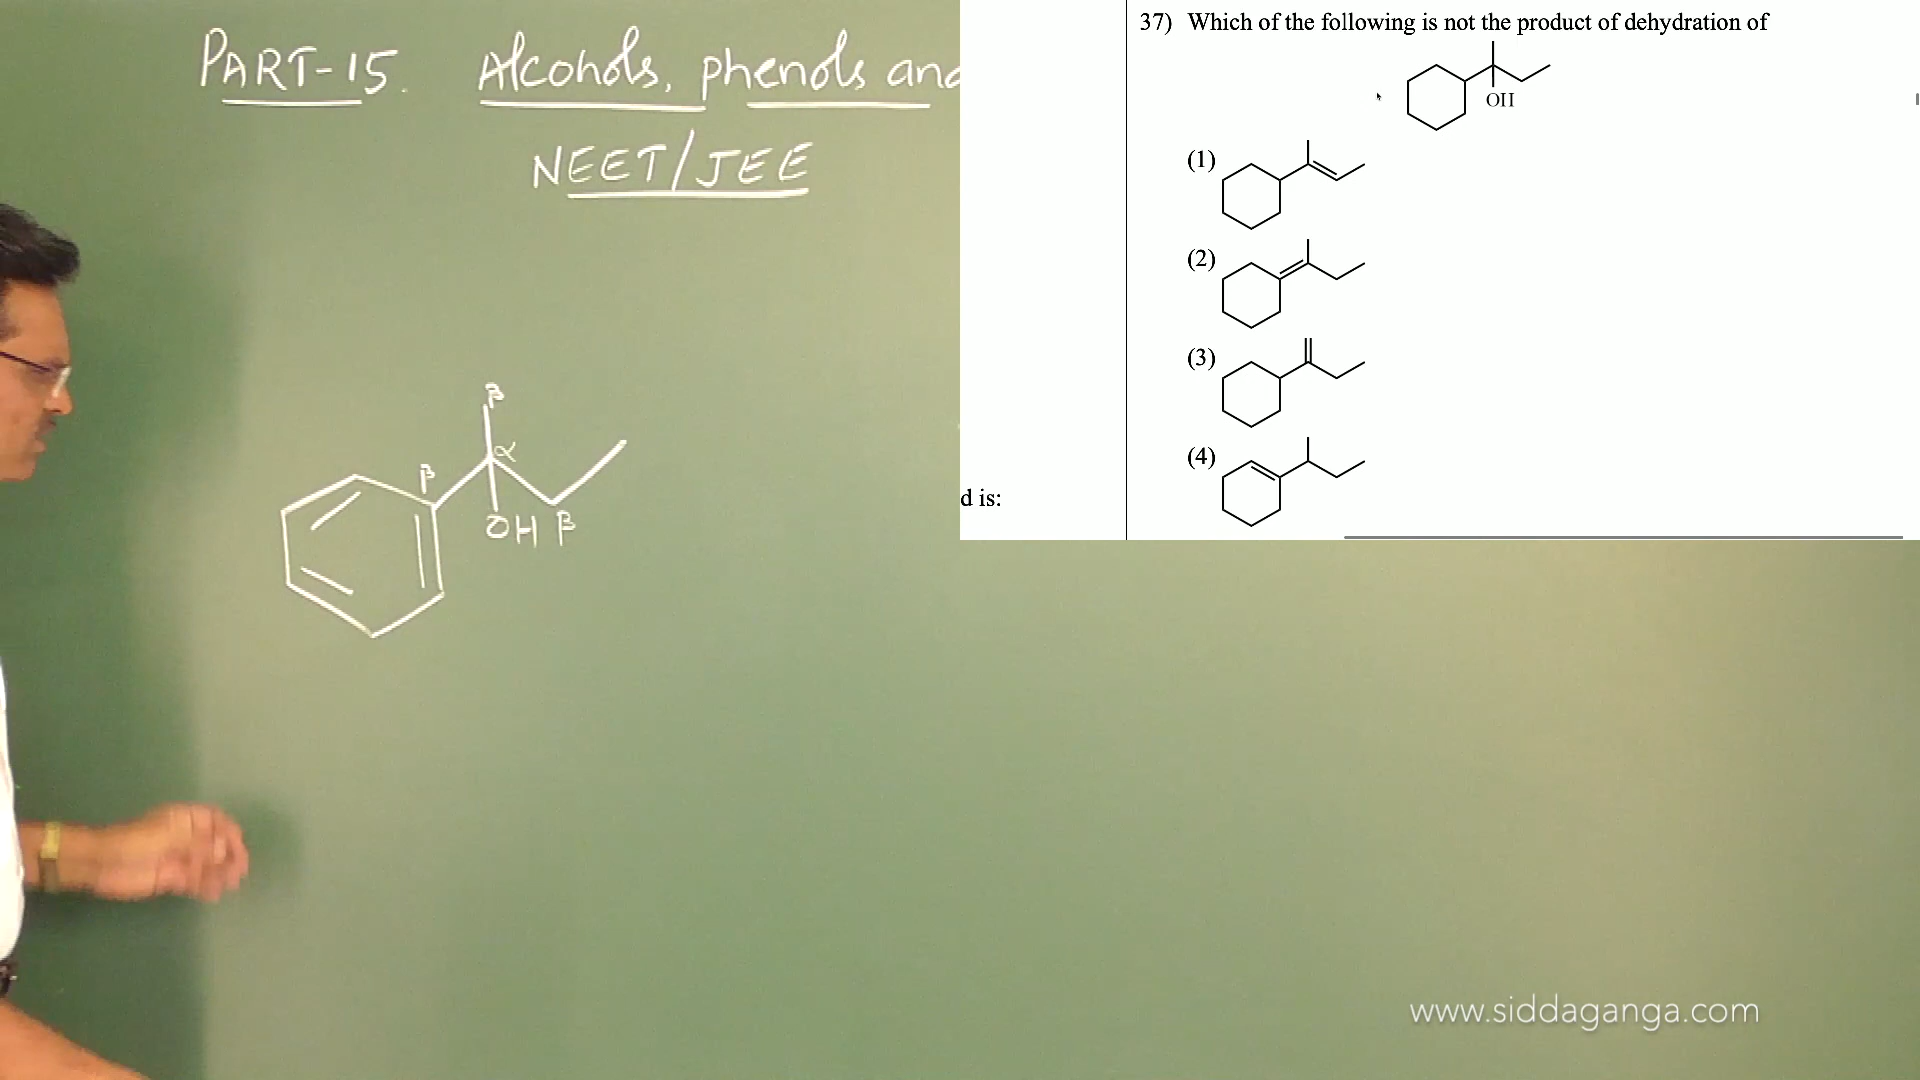 PART-15. Alcohols, phenols and
NEET/JEE
β
α
β
OH β
37) Which of the following is not the product of dehydration of
OH
(1)
(2)
(3)
(4)
d is:
www.siddaganga.com